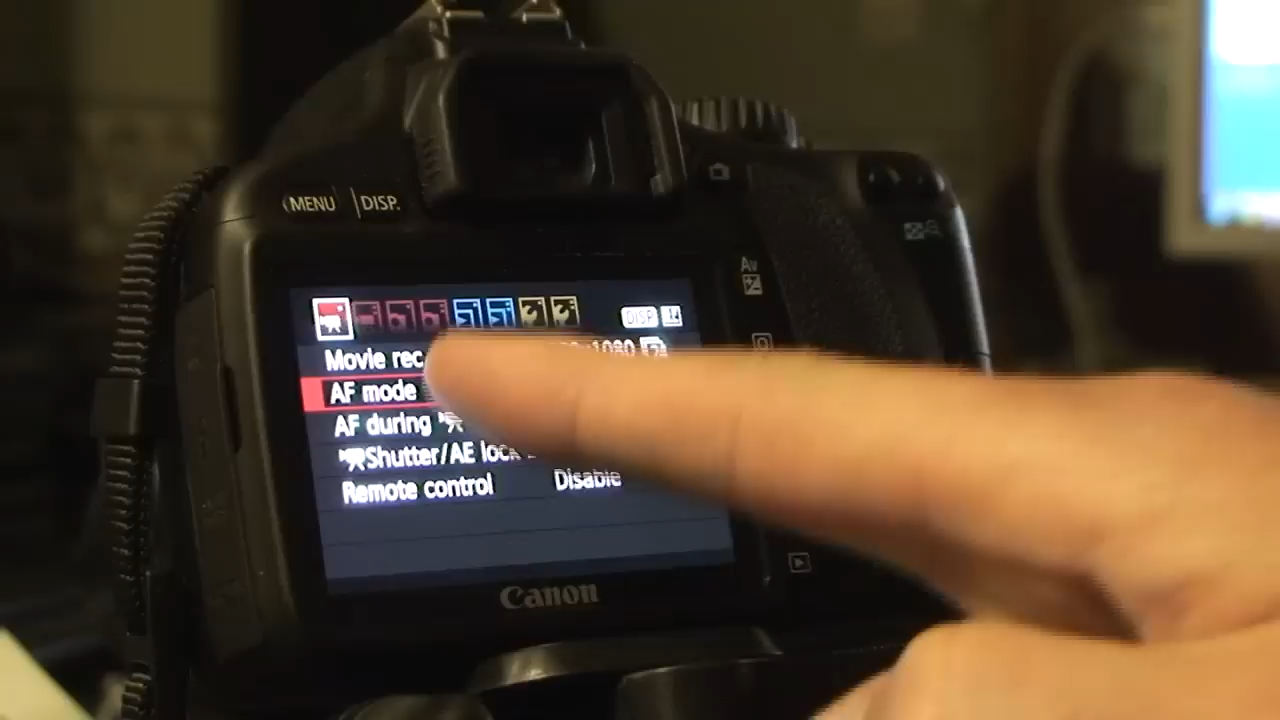 MENU DISP.
Av
DISP
Movie rec
1080
AF mode
AF during
Shutter/AE lock
Remote control Disable
Canon